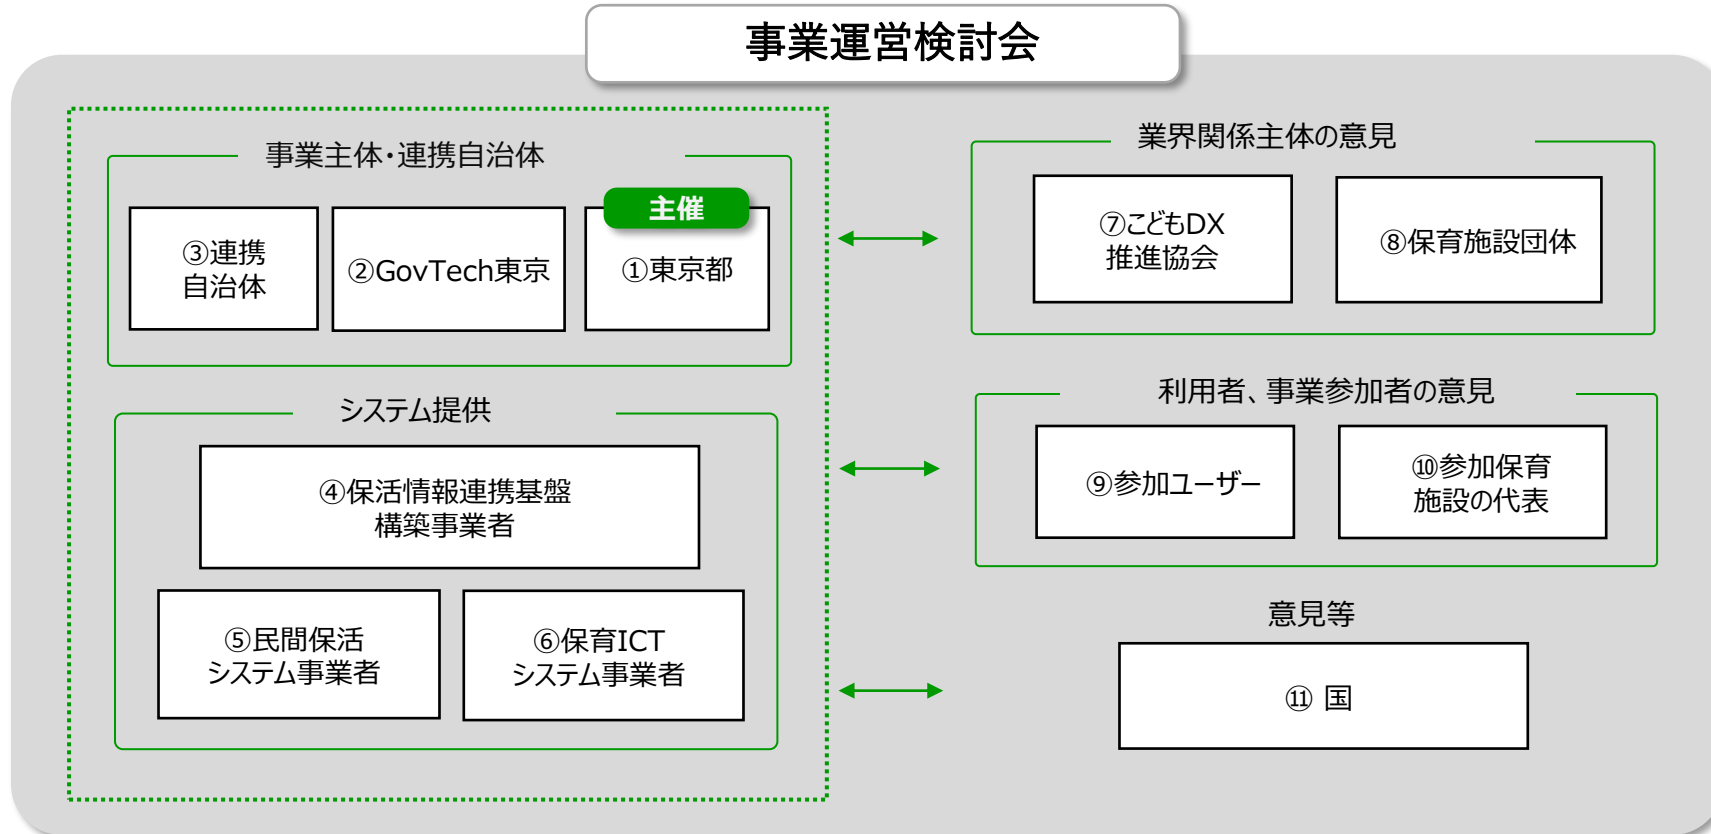 事業運営検討会
事業主体・連携自治体
主催
③連携
自治体
②GovTech東京
①東京都
システム提供
④保活情報連携基盤
構築事業者
⑤民間保活
システム事業者
⑥保育ICT
システム事業者
業界関係主体の意見
⑦こどもDX
推進協会
⑧保育施設団体
利用者、事業参加者の意見
⑨参加ユーザー
⑩参加保育
施設の代表
意見等
⑪ 国